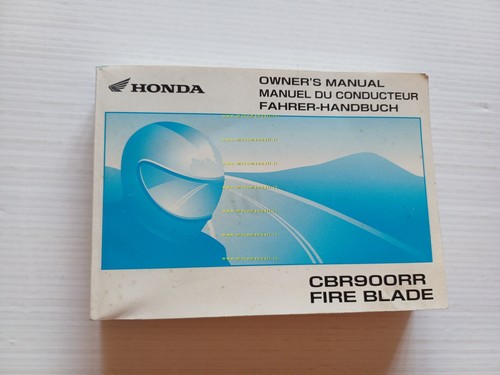 HONDA
OWNER'S MANUAL
MANUEL DU CONDUCTEUR
FAHRER-HANDBUCH
CBR900RR
FIRE BLADE